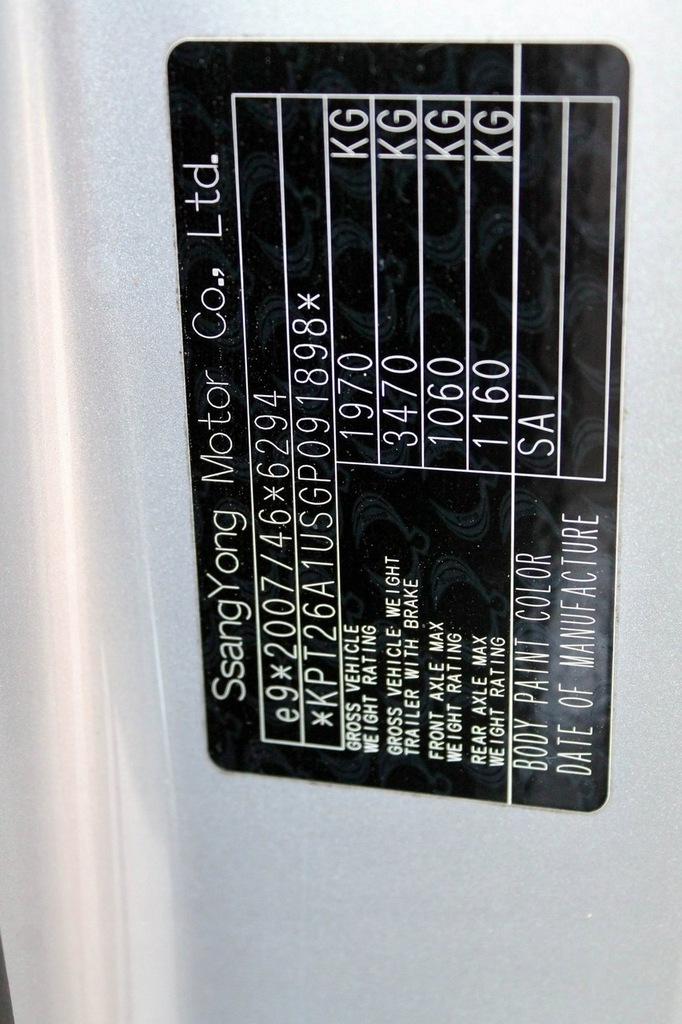 SsangYong Motor Co., Ltd.
e9*2007/46*6294
*KPT26A1USGP091898*
GROSS VEHICLE
WEIGHT RATING
1970 KG
GROSS VEHICLE WEIGHT
TRAILER WITH BRAKE
3470 KG
FRONT AXLE MAX
WEIGHT RATING
1060 KG
REAR AXLE MAX
WEIGHT RATING
1160 KG
BODY PAINT COLOR SAI
DATE OF MANUFACTURE